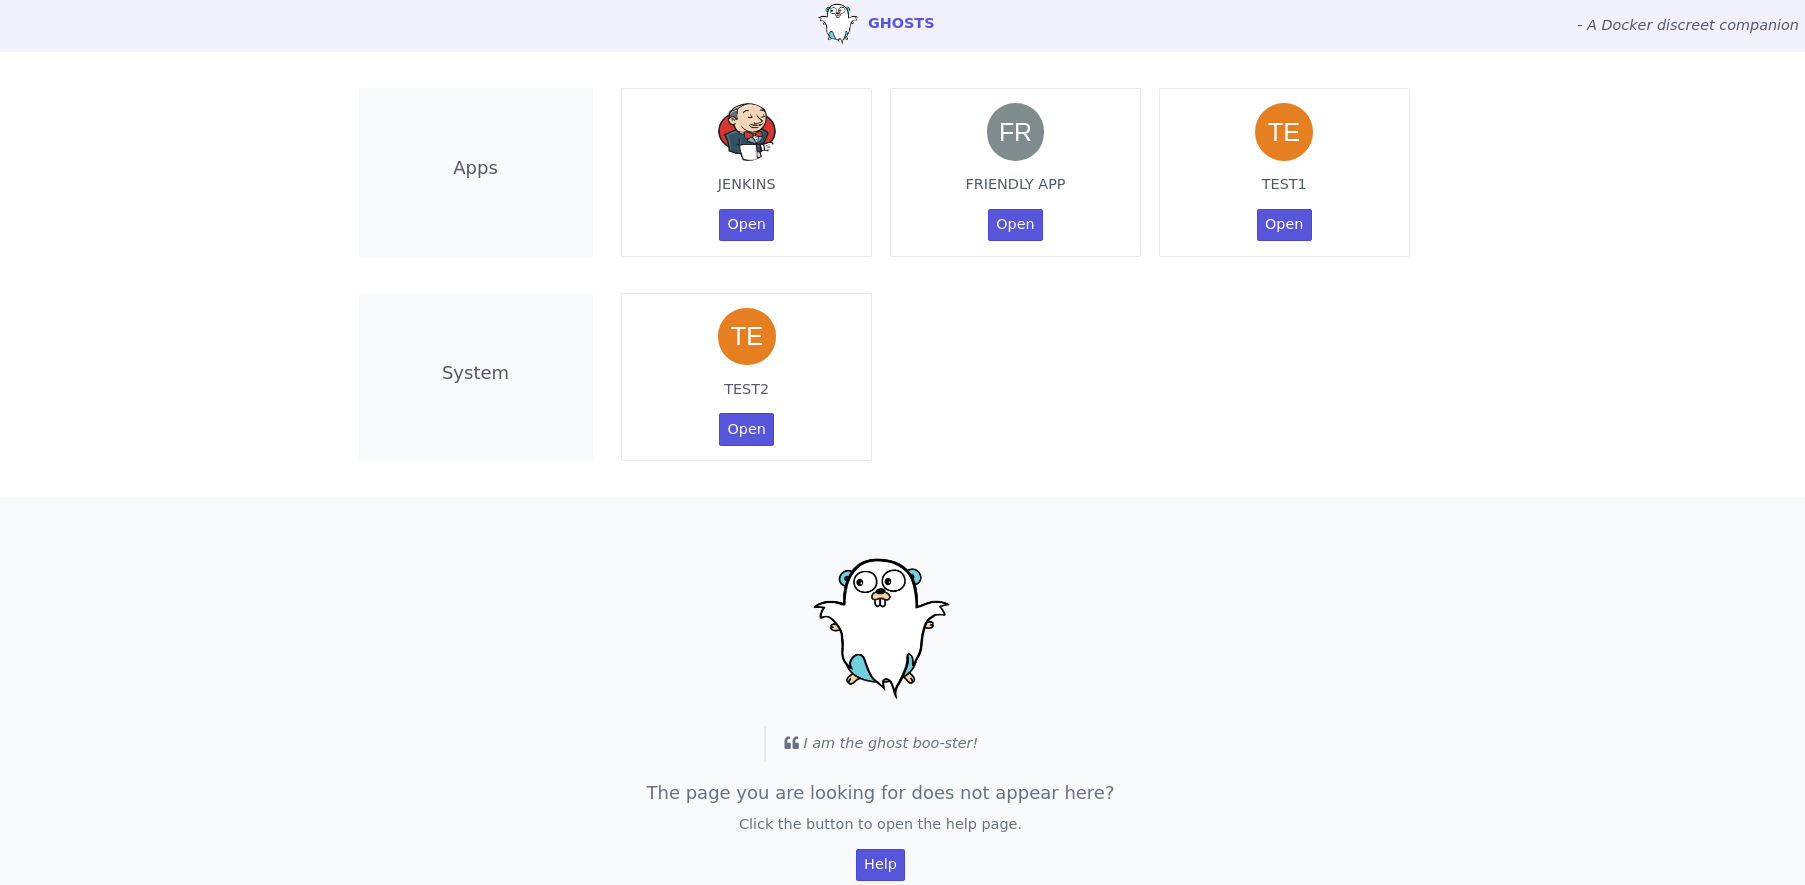 GHOSTS
- A Docker discreet companion
Apps
FR
TE
JENKINS
FRIENDLY APP
TEST1
Open
Open
Open
System
TE
TEST2
Open
I am the ghost boo-ster!
The page you are looking for does not appear here?
Click the button to open the help page.
Help